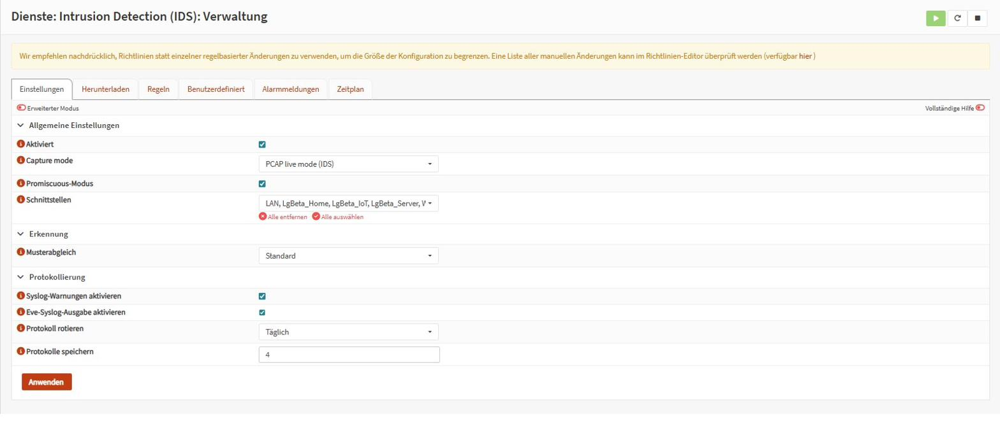 Dienste: Intrusion Detection (IDS): Verwaltung
Wir empfehlen nachdrücklich, Richtlinien statt einzelner regelbasierter Änderungen zu verwenden, um die Größe der Konfiguration zu begrenzen. Eine Liste aller manuellen Änderungen kann im Richtlinien-Editor überprüft werden (verfügbar hier )
Einstellungen Herunterladen Regeln Benutzerdefiniert Alarmmeldungen Zeitplan
Erweiterter Modus Vollständige Hilfe
Allgemeine Einstellungen
Aktiviert
Capture mode PCAP live mode (IDS)
Promiscuous-Modus
Schnittstellen LAN, LgBeta_Home, LgBeta_IoT, LgBeta_Server,
Alle entfernen Alle auswählen
Erkennung
Musterabgleich Standard
Protokollierung
Syslog-Warnungen aktivieren
Eve-Syslog-Ausgabe aktivieren
Protokoll rotieren Täglich
Protokolle speichern 4
Anwenden